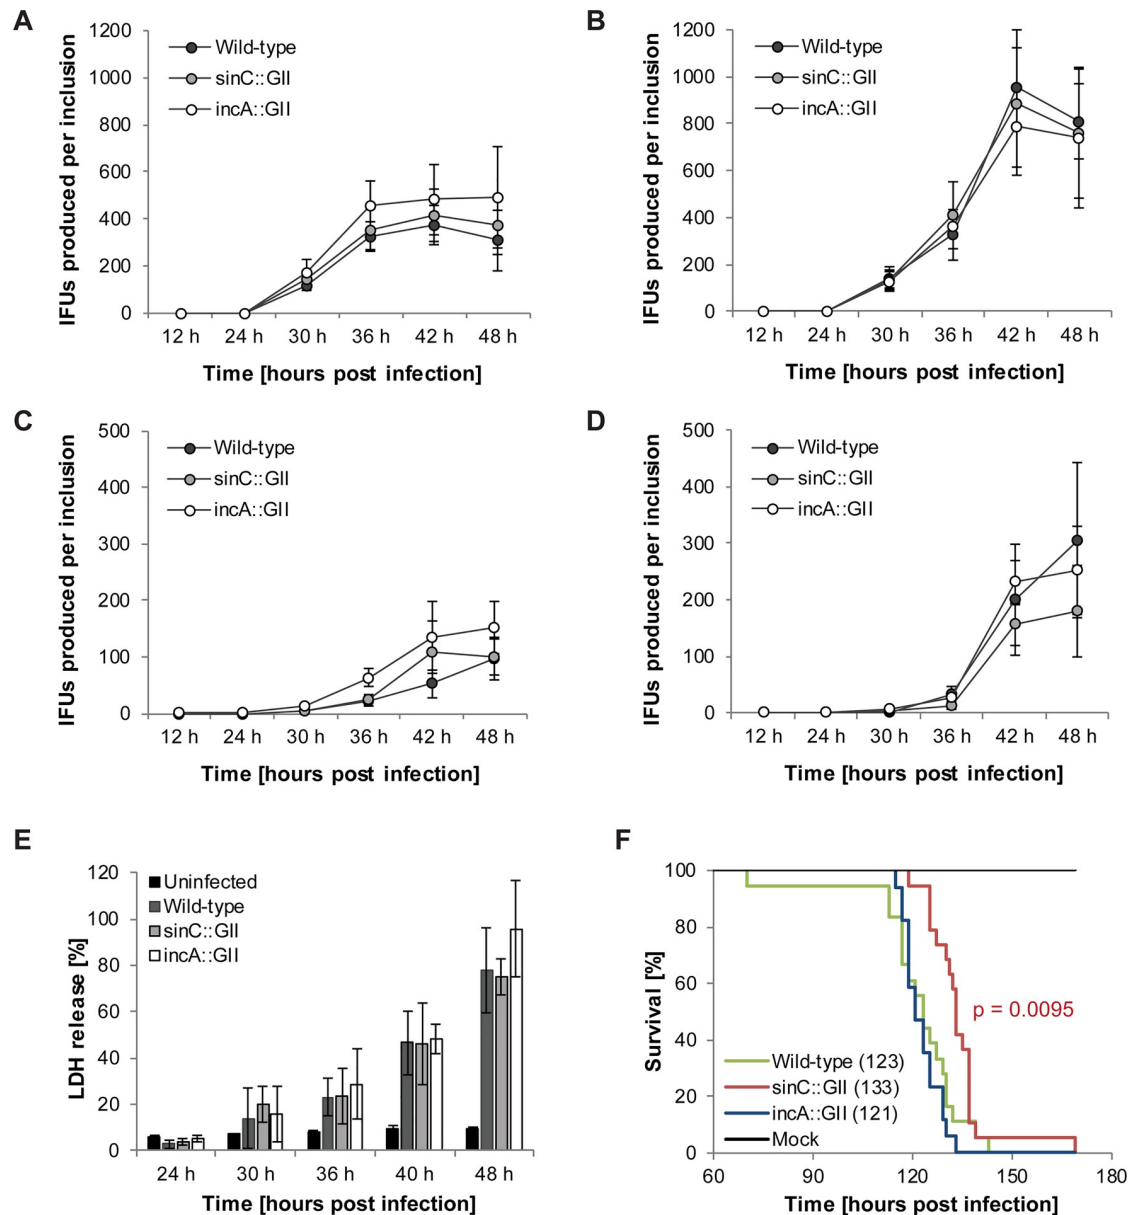 A
IFUs produced per inclusion
1200
1000
800
600
400
200
0
Wild-type
sinC::GII
incA::GII
12 h 24 h 30 h 36 h 42 h 48 h
Time [hours post infection]
B
IFUs produced per inclusion
1200
1000
800
600
400
200
0
Wild-type
sinC::GII
incA::GII
12 h 24 h 30 h 36 h 42 h 48 h
Time [hours post infection]
C
IFUs produced per inclusion
500
400
300
200
100
0
Wild-type
sinC::GII
incA::GII
12 h 24 h 30 h 36 h 42 h 48 h
Time [hours post infection]
D
IFUs produced per inclusion
500
400
300
200
100
0
Wild-type
sinC::GII
incA::GII
12 h 24 h 30 h 36 h 42 h 48 h
Time [hours post infection]
E
LDH release [%]
120
100
80
60
40
20
0
Uninfected
Wild-type
sinC::GII
incA::GII
24 h 30 h 36 h 40 h 48 h
Time [hours post infection]
F
Survival [%]
100
80
60
40
20
0
p = 0.0095
Wild-type (123)
sinC::GII (133)
incA::GII (121)
Mock
60 90 120 150 180
Time [hours post infection]